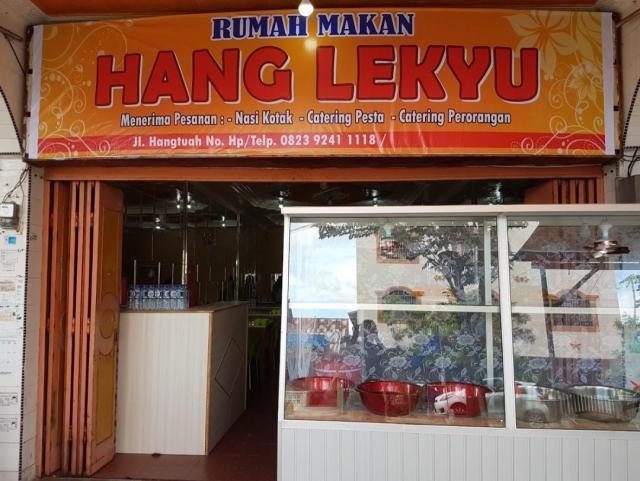 RUMAH MAKAN
HANG LEKYU
Menerima Pesanan : - Nasi Kotak - Catering Pesta - Catering Perorangan
Jl. Hangtuah No. Hp/Telp. 0823 9241 1118 /